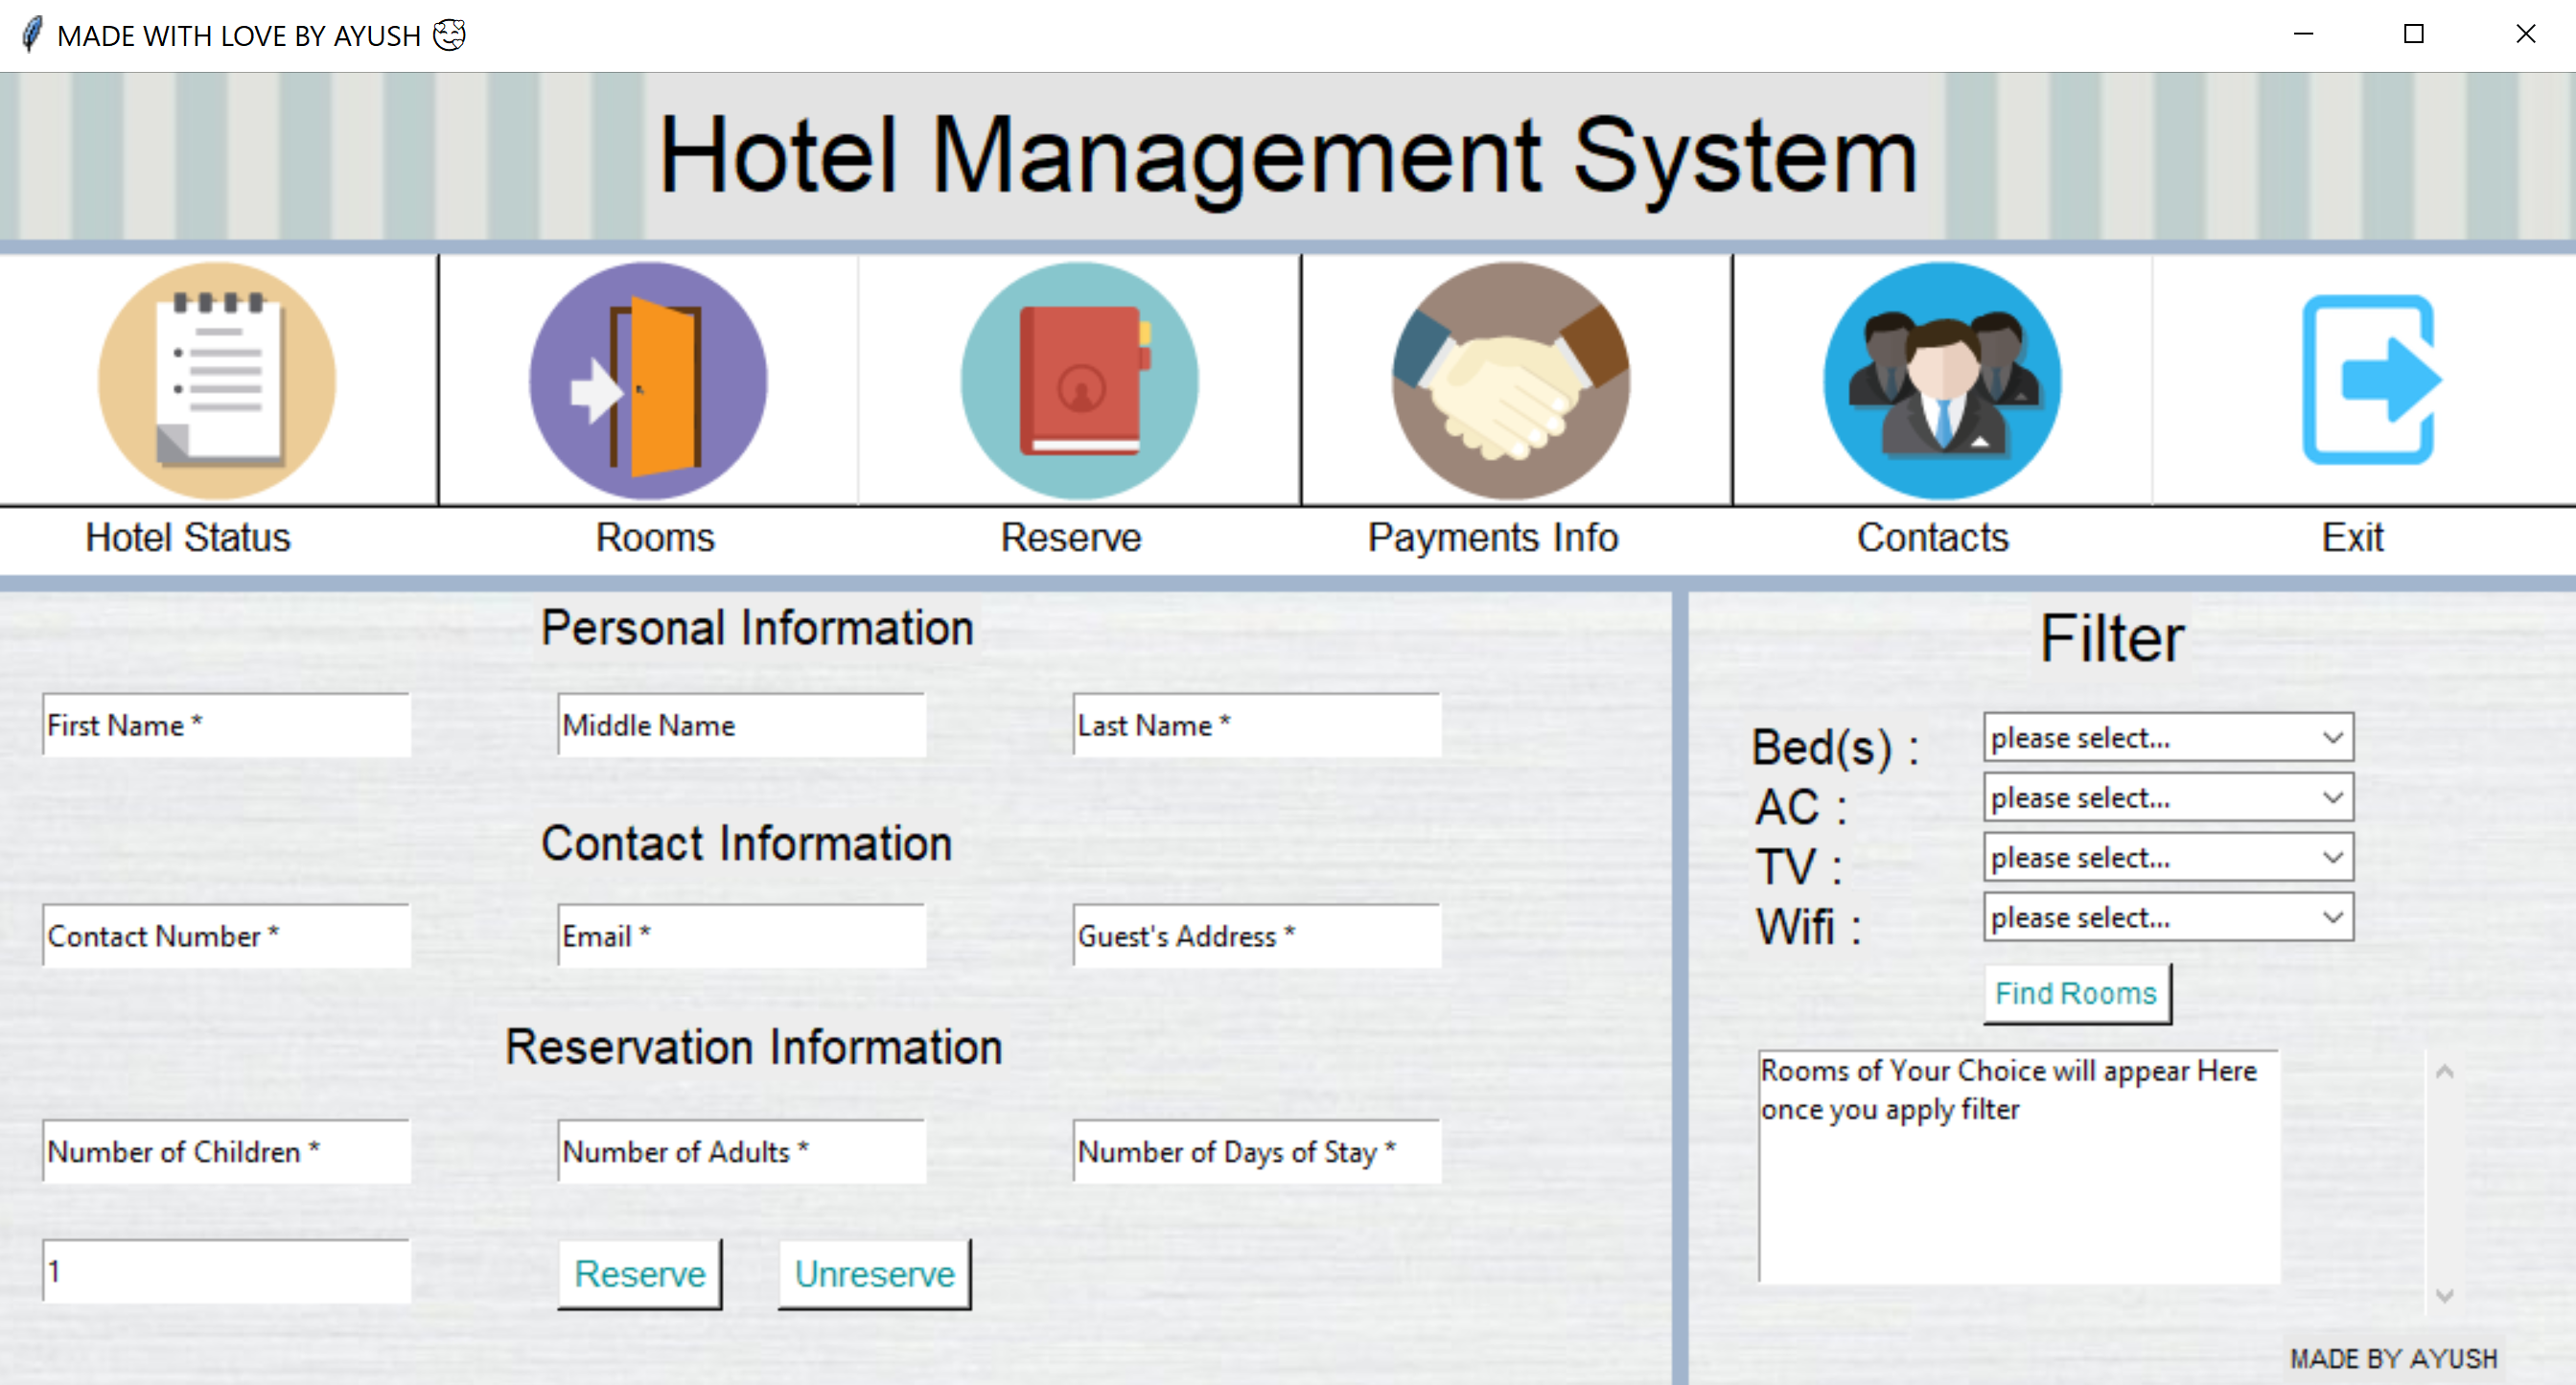 MADE WITH LOVE BY AYUSH 🥰
Hotel Management System
Hotel Status
Rooms
Reserve
Payments Info
Contacts
Exit
Personal Information
First Name *
Middle Name
Last Name *
Contact Information
Contact Number *
Email *
Guest's Address *
Reservation Information
Number of Children *
Number of Adults *
Number of Days of Stay *
1
Reserve
Unreserve
Filter
Bed(s) :
please select...
AC :
please select...
TV :
please select...
Wifi :
please select...
Find Rooms
Rooms of Your Choice will appear Here
once you apply filter
MADE BY AYUSH